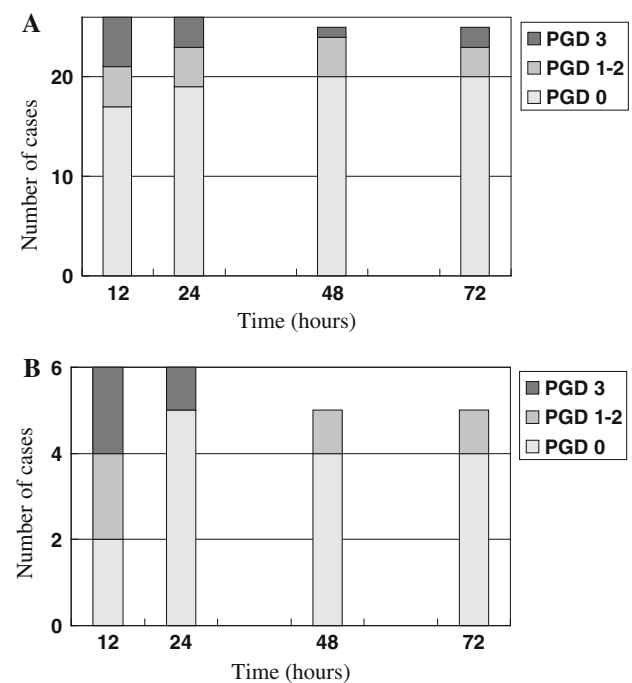 A
PGD 3
PGD 1-2
PGD 0
Number of cases
20
10
0
12 24 48 72
Time (hours)
B
6
PGD 3
PGD 1-2
PGD 0
Number of cases
4
2
0
12 24 48 72
Time (hours)